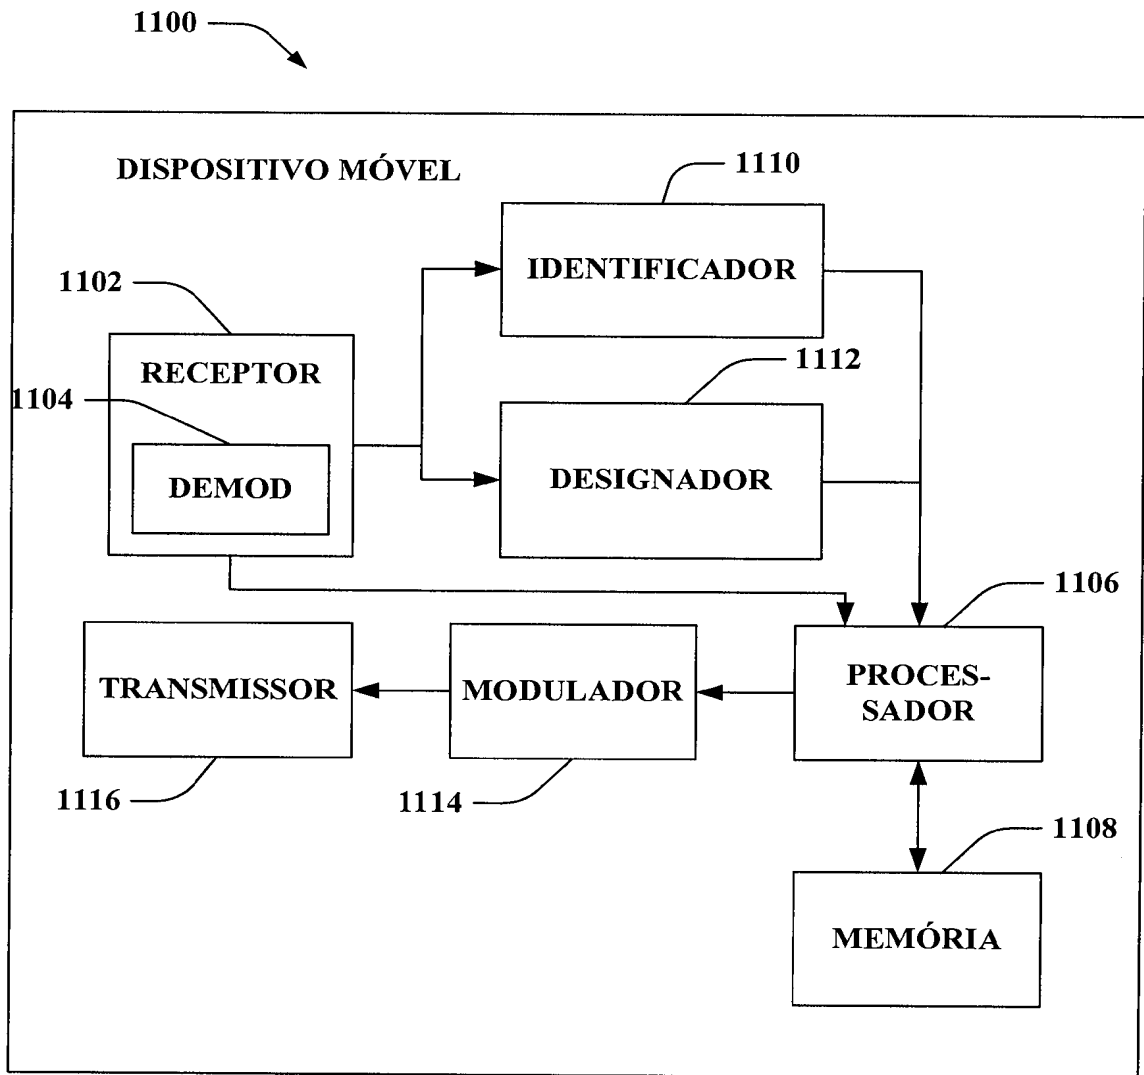 1100
DISPOSITIVO MÓVEL
1110
IDENTIFICADOR
1102
RECEPTOR
1112
1104
DEMOD
DESIGNADOR
1106
TRANSMISSOR
MODULADOR
PROCES-
SADOR
1116
1114
1108
MEMÓRIA